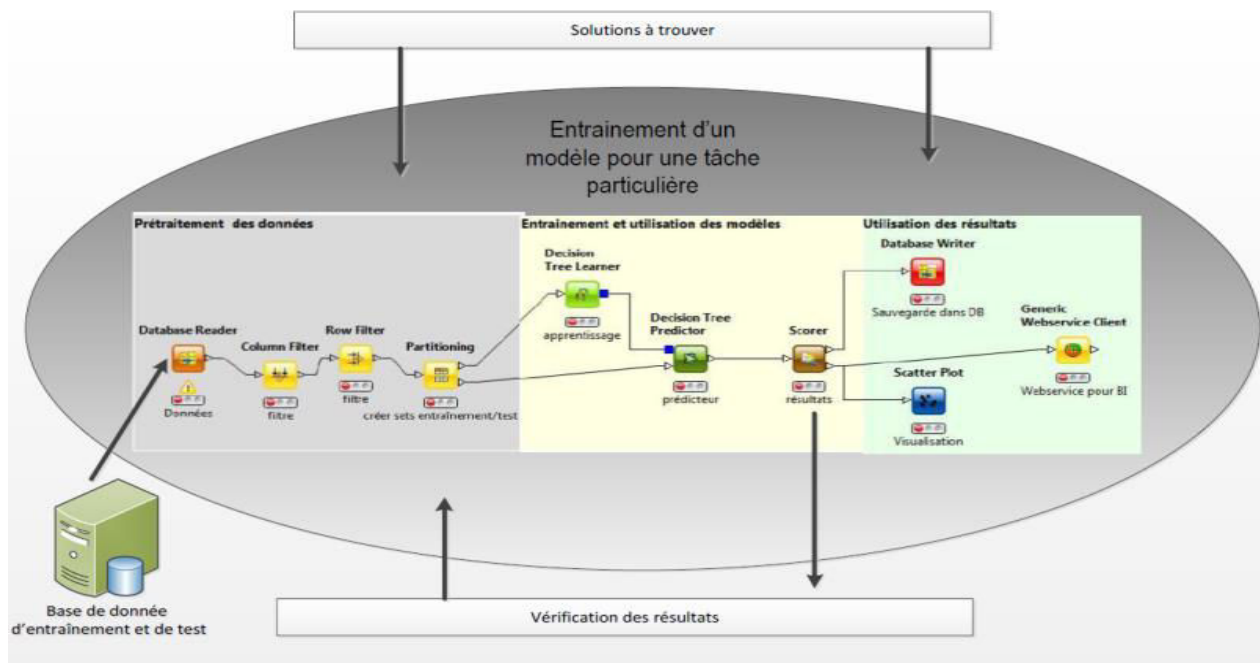 Solutions à trouver
Entrainement d'un
modèle pour une tâche
particulière
Prétraitement des données
Database Reader
Données
Column Filter
filtre
Row Filter
filtre
Partitioning
créer sets entraînement/test
Entrainement et utilisation des modèles
Decision
Tree Learner
apprentissage
Decision Tree
Predictor
prédicteur
Scorer
résultats
Utilisation des résultats
Database Writer
Sauvegarde dans DB
Generic
Webservice Client
Webservice pour BI
Scatter Plot
Visualisation
Base de donnée
d'entraînement et de test
Vérification des résultats